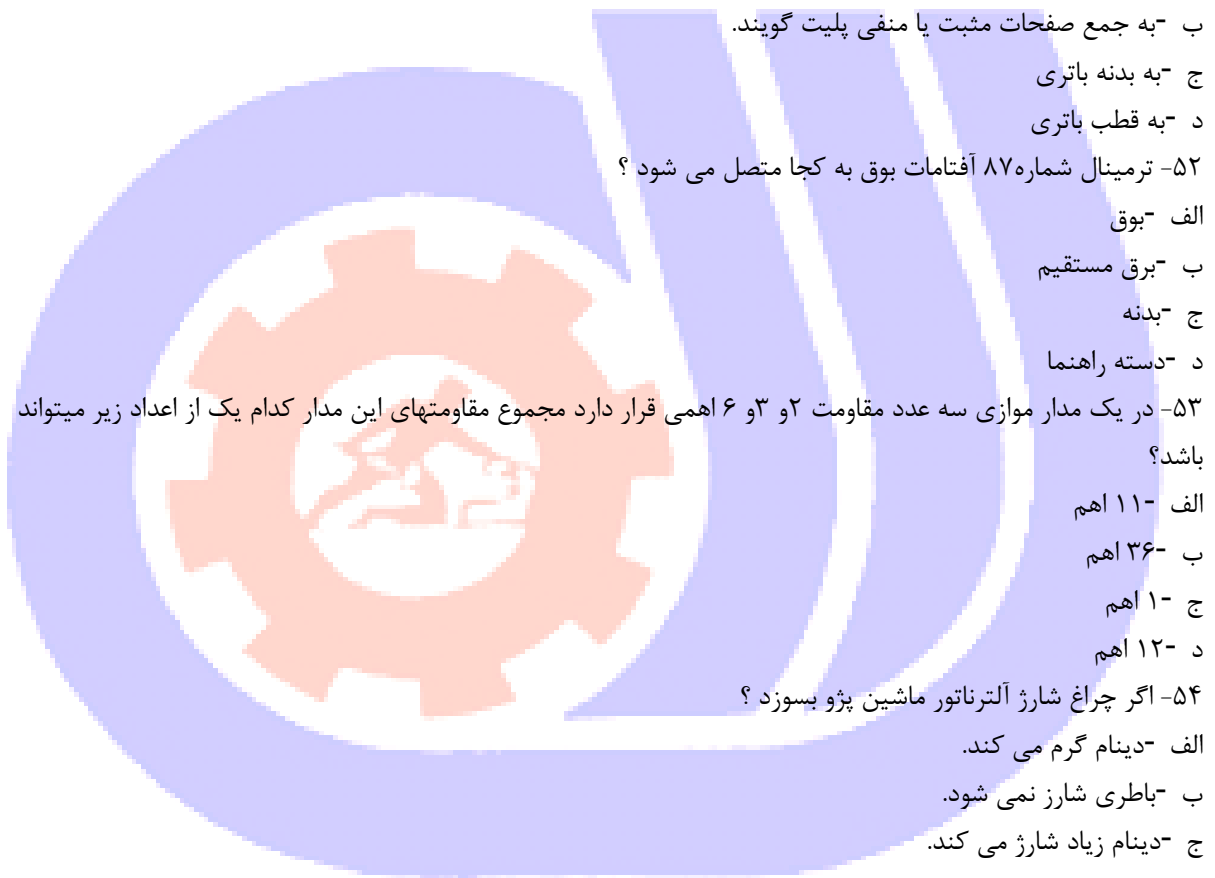 ب -به جمع صفحات مثبت یا منفی پلیت گویند.
ج -به بدنه باتری
د -به قطب باتری
۵۲- ترمینال شماره۸۷ آفتامات بوق به کجا متصل می شود ؟
الف -بوق
ب -برق مستقیم
ج -بدنه
د -دسته راهنما
۵۳- در یک مدار موازی سه عدد مقاومت ۲و ۳و ۶ اهمی قرار دارد مجموع مقاومتهای این مدار کدام یک از اعداد زیر میتواند
باشد؟
الف -۱۱ اهم
ب -۳۶ اهم
ج -۱ اهم
د -۱۲ اهم
۵۴- اگر چراغ شارژ آلترناتور ماشین پژو بسوزد ؟
الف -دینام گرم می کند.
ب -باطری شارز نمی شود.
ج -دینام زیاد شارژ می کند.